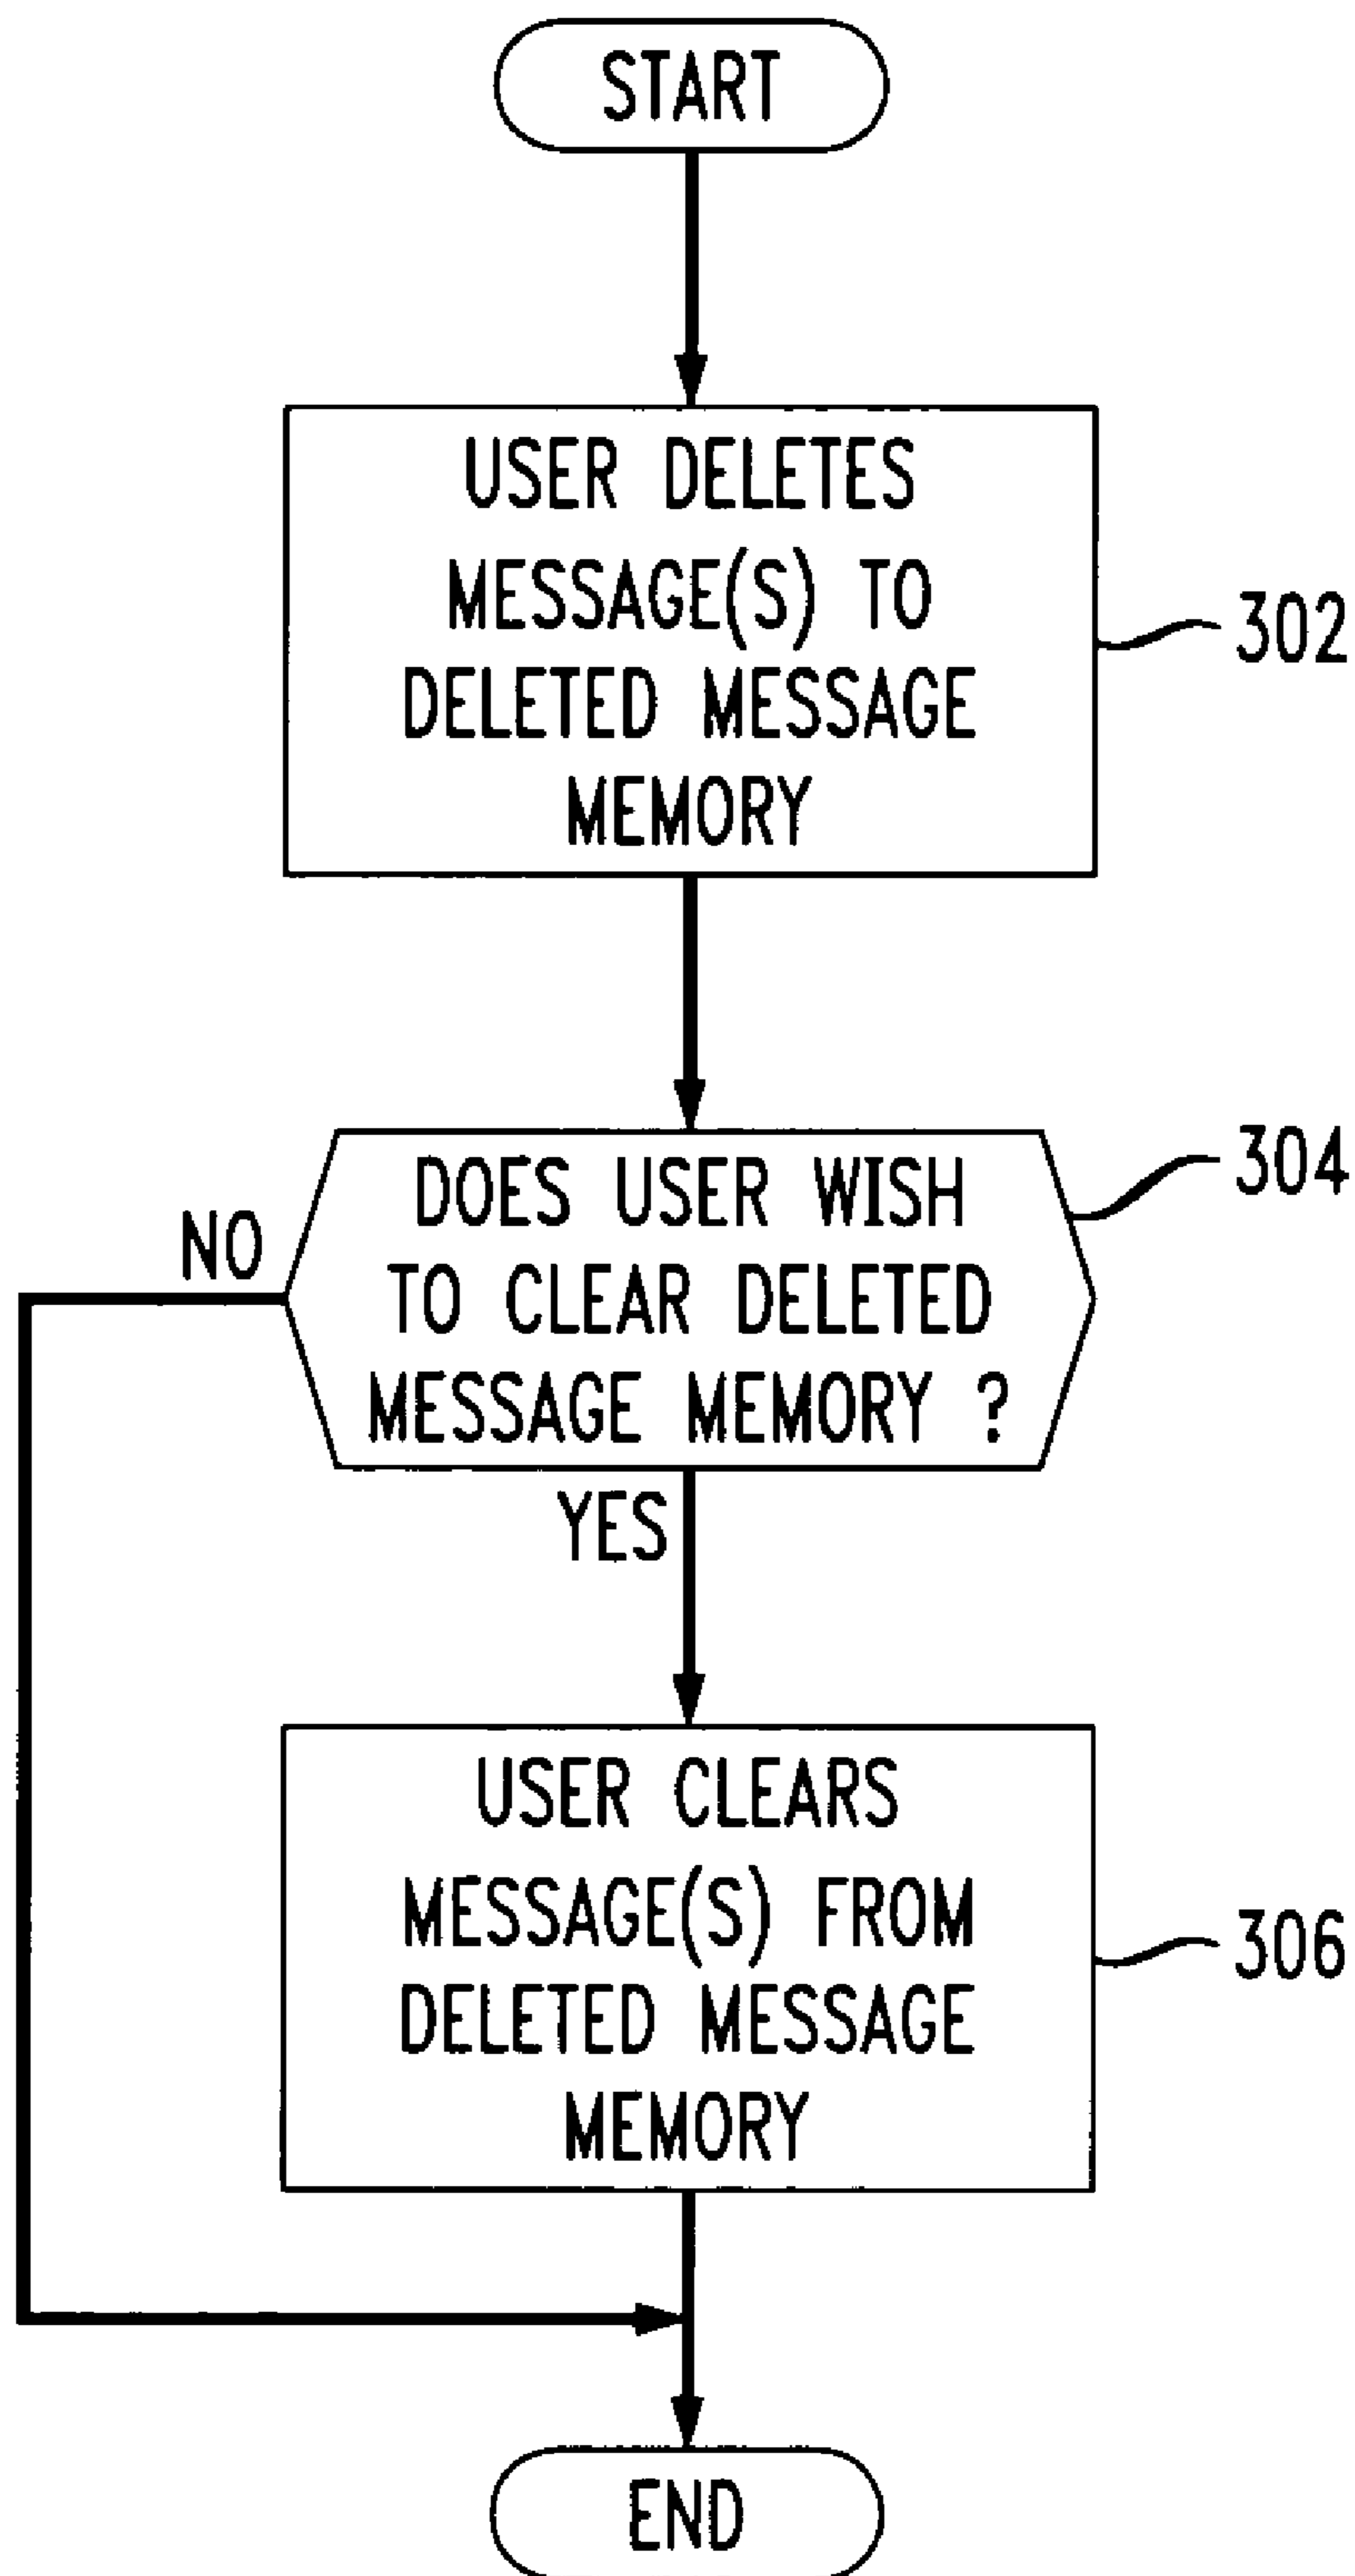 START
USER DELETES
MESSAGE(S) TO
DELETED MESSAGE
MEMORY
302
DOES USER WISH
TO CLEAR DELETED
MESSAGE MEMORY ?
304
NO
YES
USER CLEARS
MESSAGE(S) FROM
DELETED MESSAGE
MEMORY
306
END